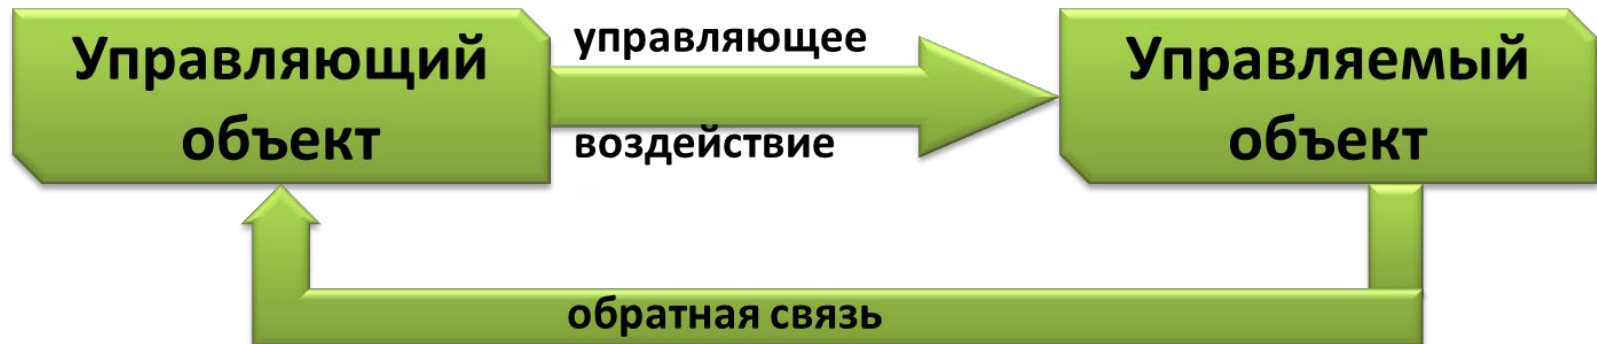 Управляющий
объект
управляющее
воздействие
Управляемый
объект
обратная связь